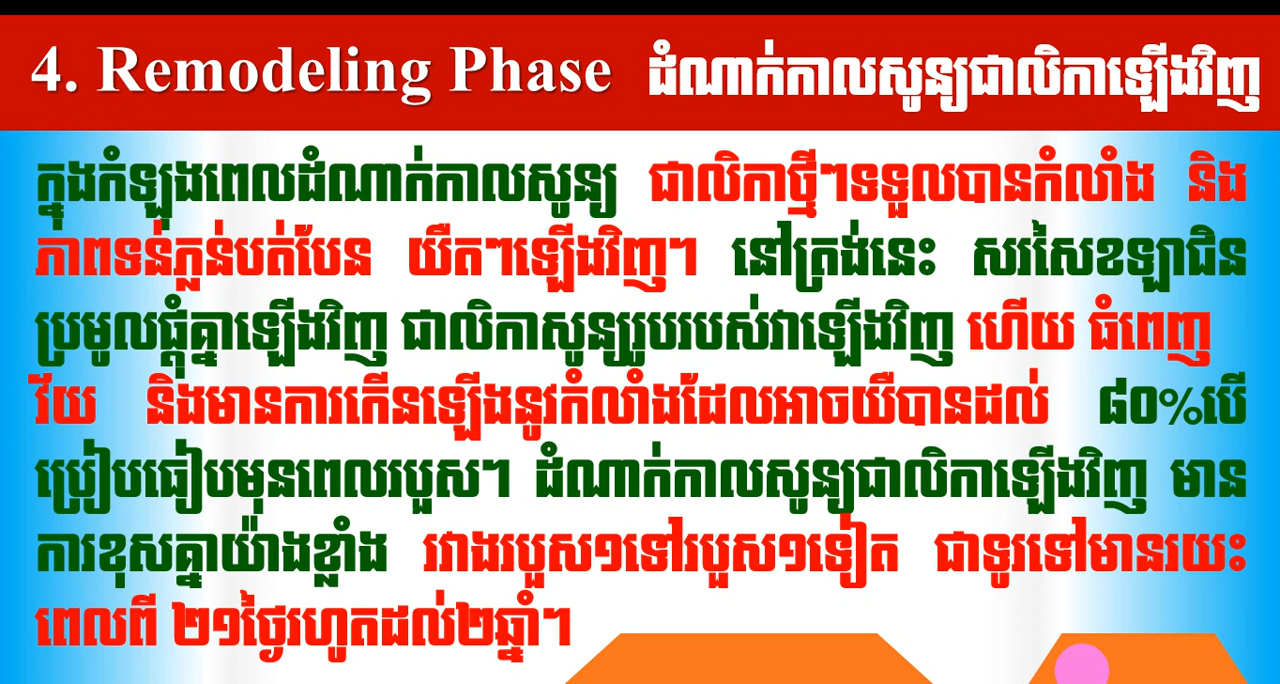 4. Remodeling Phase ដំណាក់កាលសូន្យជាលិកាឡើងវិញ
ក្នុងកំឡុងពេលដំណាក់កាលសូន្យ ជាលិកាថ្មីៗទទួលបានកំលាំង និង
ភាពទន់ភ្លន់បត់បែន យឺតៗឡើងវិញ។ នៅត្រង់នេះ សរសៃខឡាជិន
ប្រមូលផ្តុំគ្នាឡើងវិញ ជាលិកាសូន្យរូបរបស់វាឡើងវិញ ហើយ ធំពេញ
វ័យ និងមានការកើនឡើងនូវកំលាំងដែលអាចយឺបានដល់ ៨០%បើ
ប្រៀបធៀបមុនពេលរបួស។ ដំណាក់កាលសូន្យជាលិកាឡើងវិញ មាន
ការខុសគ្នាយ៉ាងខ្លាំង រវាងរបួស១ទៅរបួស១ទៀត ជាទូរទៅមានរយះ
ពេលពី ២១ថ្ងៃរហូតដល់២ឆ្នាំ។